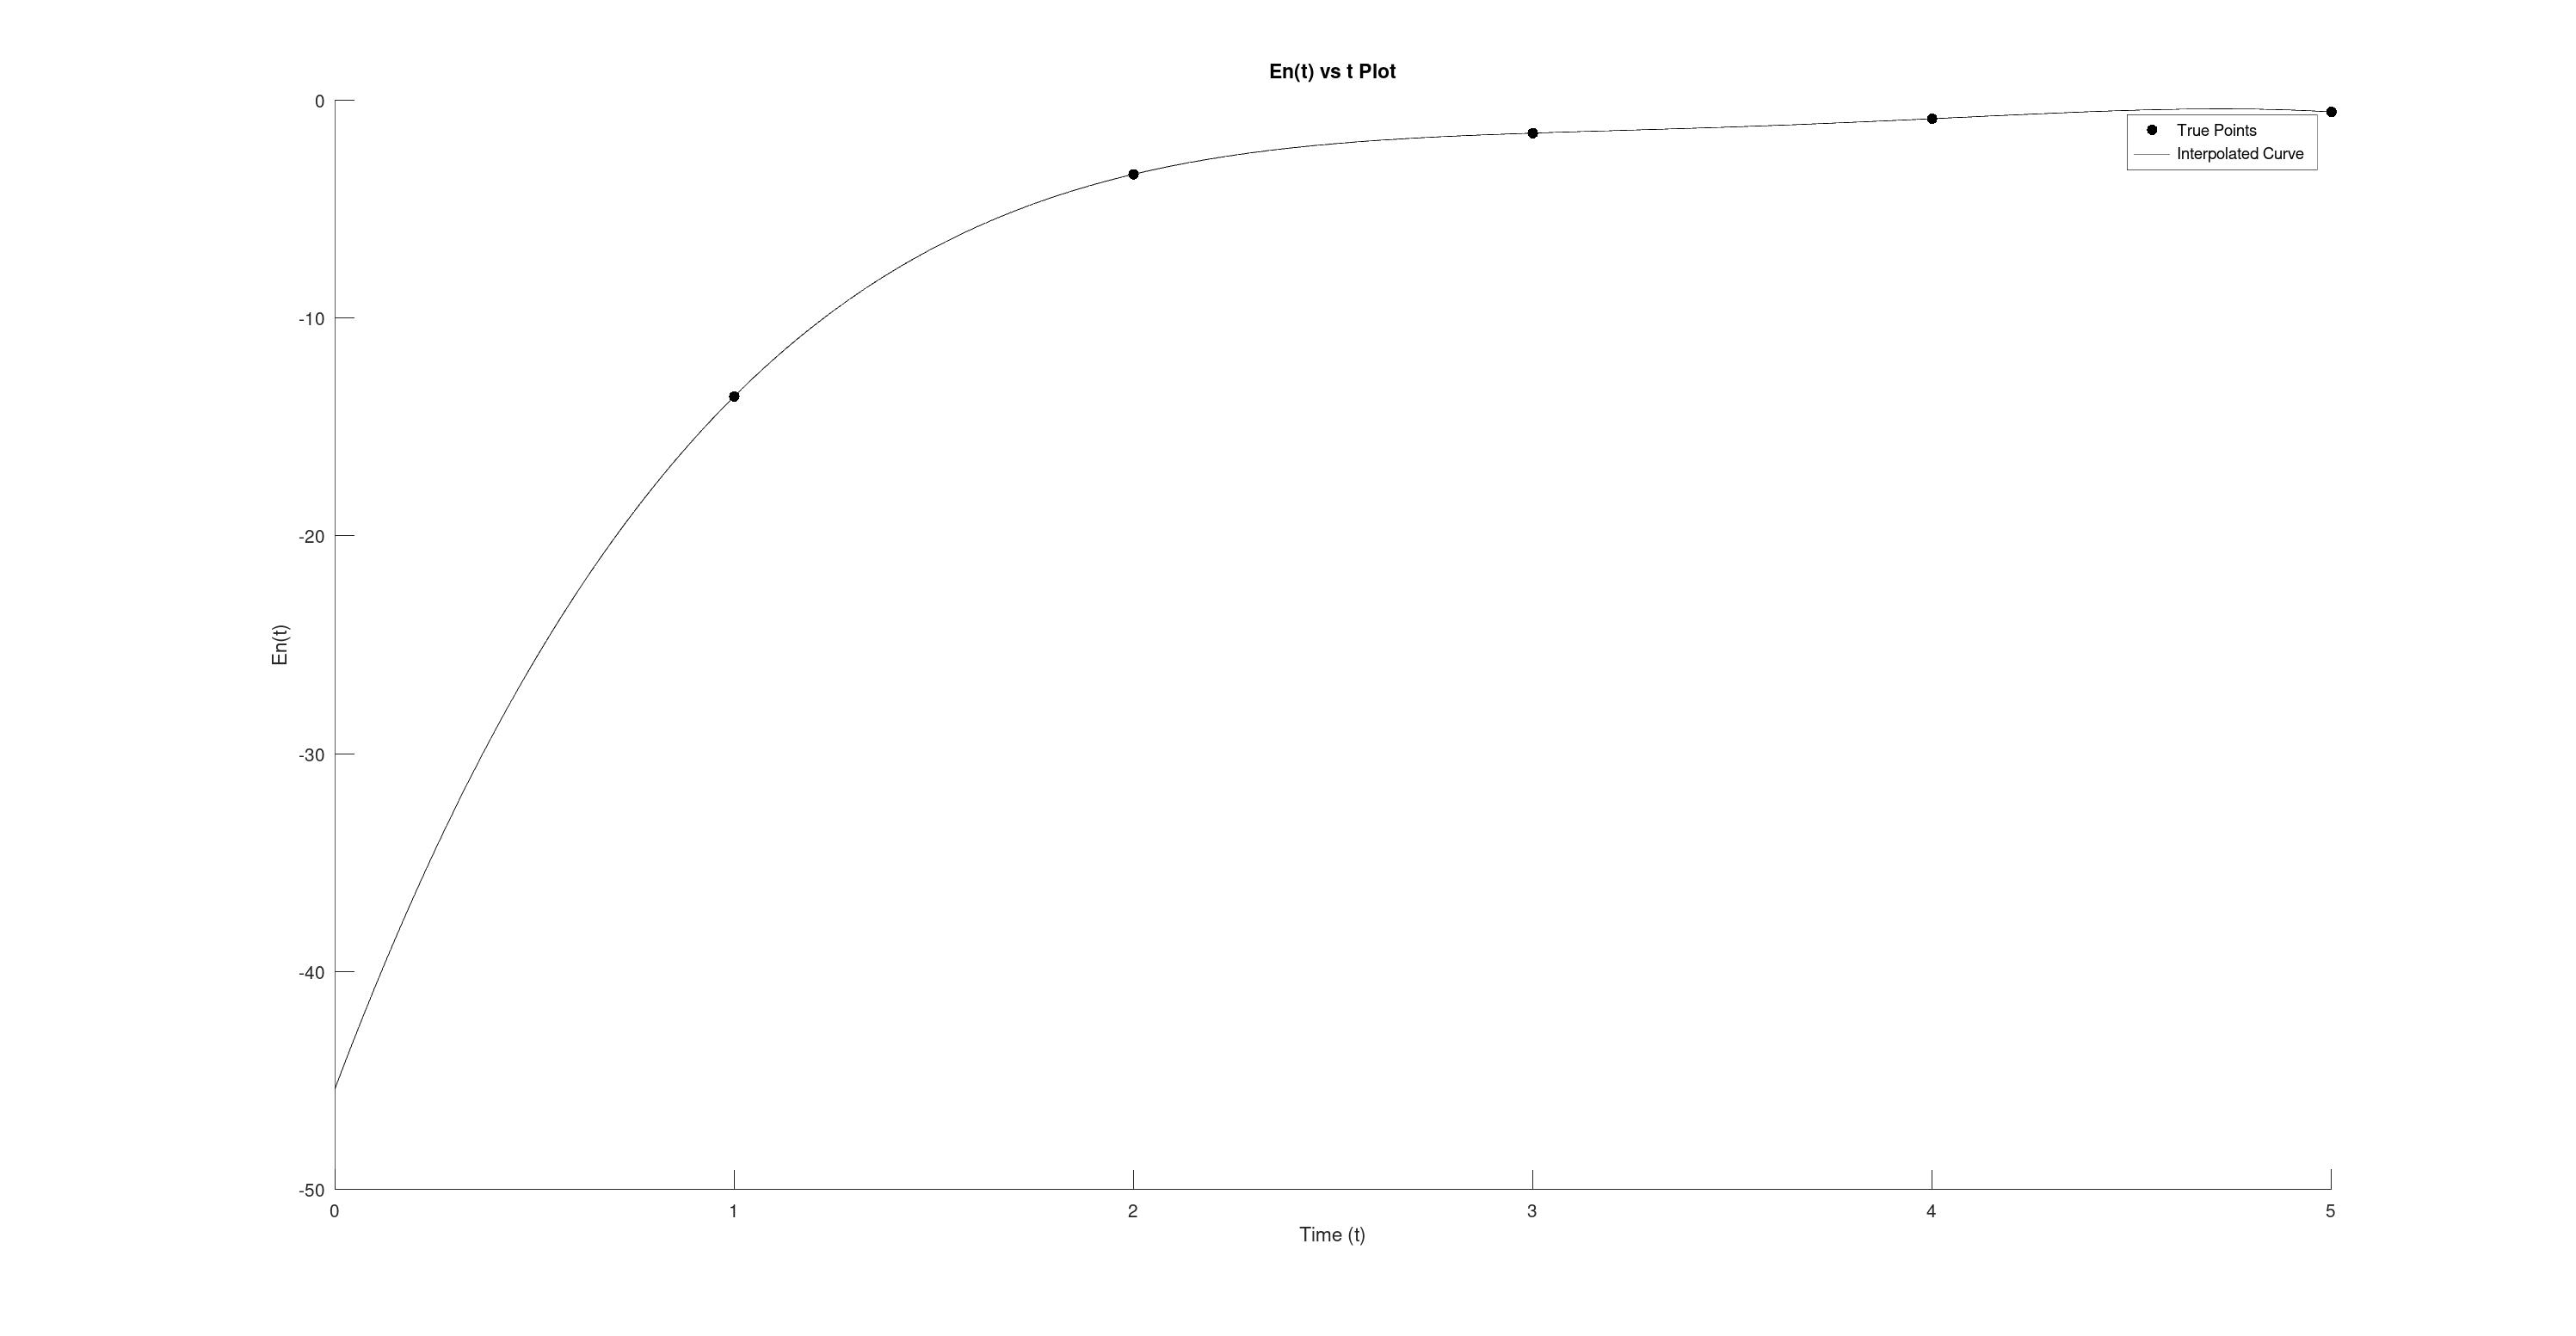 En(t) vs t Plot
0
-10
-20
-30
-40
-50
En(t)
True Points
Interpolated Curve
0 1 2 3 4 5
Time (t)